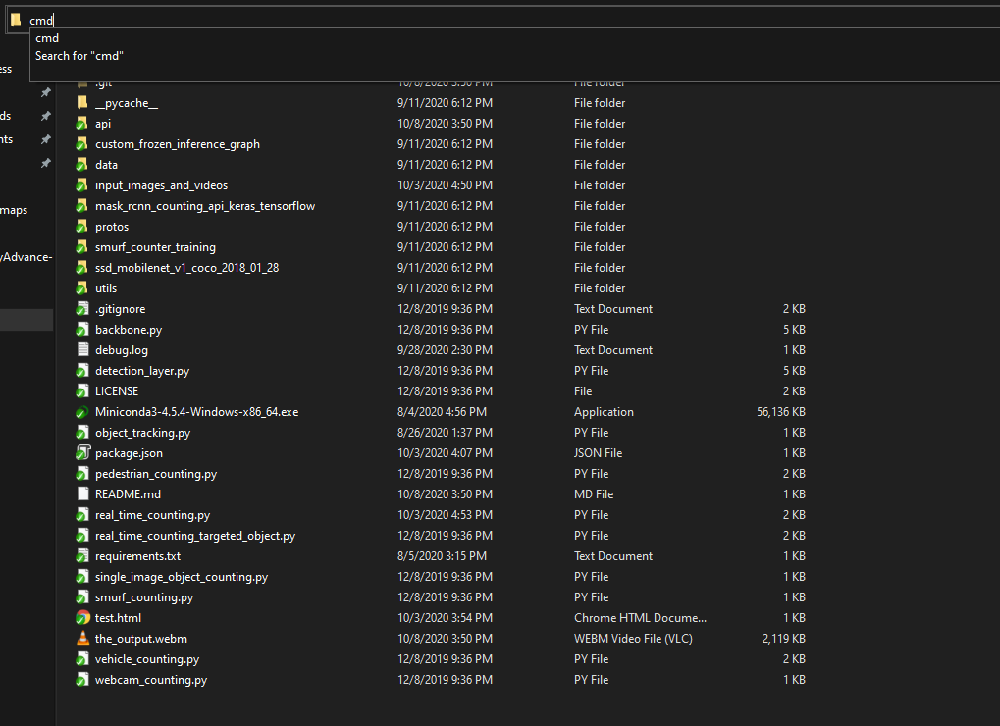 cmd
cmd
Search for "cmd"
ess
.git 10/8/2020 3:50 PM File folder
__pycache__ 9/11/2020 6:12 PM File folder
ds
api 10/8/2020 3:50 PM File folder
nts
custom_frozen_inference_graph 9/11/2020 6:12 PM File folder
data 9/11/2020 6:12 PM File folder
input_images_and_videos 10/3/2020 4:50 PM File folder
maps
mask_rcnn_counting_api_keras_tensorflow 9/11/2020 6:12 PM File folder
protos 9/11/2020 6:12 PM File folder
smurf_counter_training 9/11/2020 6:12 PM File folder
yAdvance-
ssd_mobilenet_v1_coco_2018_01_28 9/11/2020 6:12 PM File folder
utils 9/11/2020 6:12 PM File folder
.gitignore 12/8/2019 9:36 PM Text Document 2 KB
backbone.py 12/8/2019 9:36 PM PY File 5 KB
debug.log 9/28/2020 2:30 PM Text Document 1 KB
detection_layer.py 12/8/2019 9:36 PM PY File 5 KB
LICENSE 12/8/2019 9:36 PM File 2 KB
Miniconda3-4.5.4-Windows-x86_64.exe 8/4/2020 4:56 PM Application 56,136 KB
object_tracking.py 8/26/2020 1:37 PM PY File 1 KB
package.json 10/3/2020 4:07 PM JSON File 1 KB
pedestrian_counting.py 12/8/2019 9:36 PM PY File 2 KB
README.md 10/8/2020 3:50 PM MD File 1 KB
real_time_counting.py 10/3/2020 4:53 PM PY File 2 KB
real_time_counting_targeted_object.py 12/8/2019 9:36 PM PY File 2 KB
requirements.txt 8/5/2020 3:15 PM Text Document 1 KB
single_image_object_counting.py 12/8/2019 9:36 PM PY File 1 KB
smurf_counting.py 12/8/2019 9:36 PM PY File 1 KB
test.html 10/3/2020 3:54 PM Chrome HTML Docume... 1 KB
the_output.webm 10/8/2020 3:50 PM WEBM Video File (VLC) 2,119 KB
vehicle_counting.py 12/8/2019 9:36 PM PY File 2 KB
webcam_counting.py 12/8/2019 9:36 PM PY File 1 KB